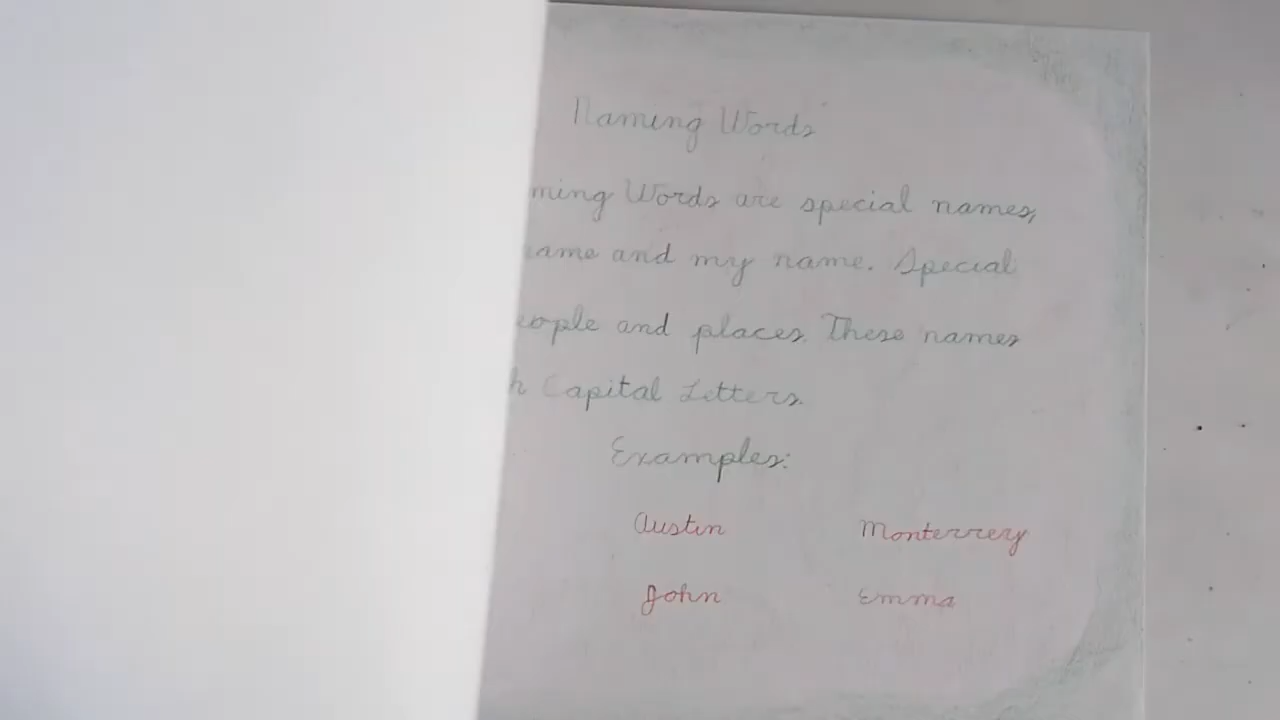 Naming Words
ming Words are special names,
ame and my name. Special
eople and places. These names
h Capital Letters.
Examples:
Austin Monterrey
John Emma